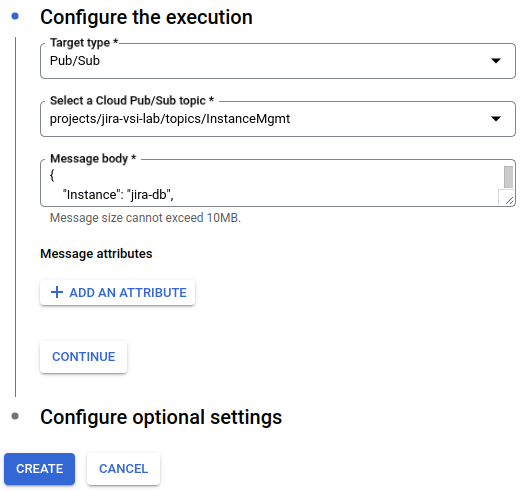 Configure the execution
Target type *
Pub/Sub
Select a Cloud Pub/Sub topic *
projects/jira-vsi-lab/topics/InstanceMgmt
Message body *
{
"Instance": "jira-db",
Message size cannot exceed 10MB.
Message attributes
+ ADD AN ATTRIBUTE
CONTINUE
Configure optional settings
CREATE CANCEL